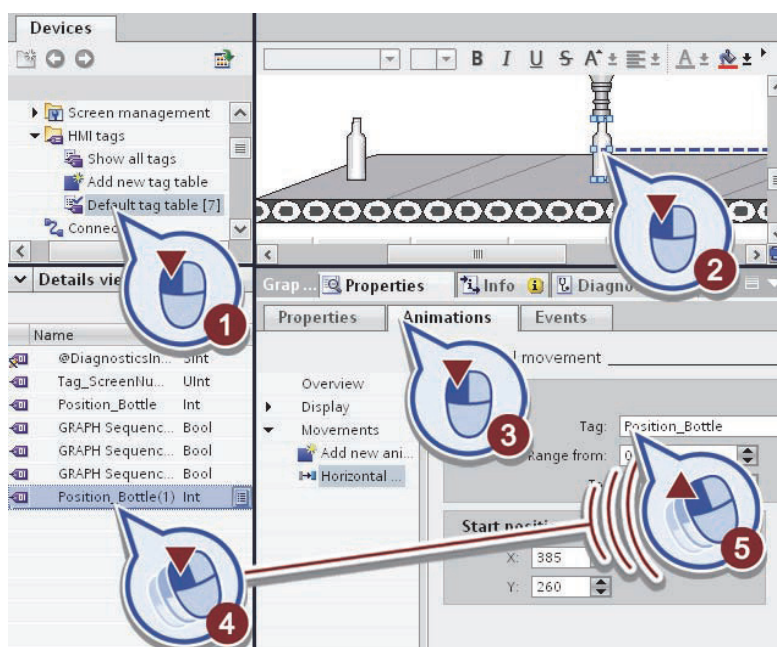 Devices
B I U S A A
Screen management
HMI tags
Show all tags
Add new tag table
Default tag table [7]
1
2
Details
Name
@DiagnosticsIn... SInt
Tag_ScreenNu... UInt
Position_Bottle Int
GRAPH Sequenc... Bool
GRAPH Sequenc... Bool
GRAPH Sequenc... Bool
Position_Bottle(1) Int
4
Grap... Properties Info
Properties Animations Events
movement
Overview
Display
Movements
Add new ani...
Horizontal ...
3
Tag: Position_Bottle
Range from: 0
5
Start
X: 385
Y: 260